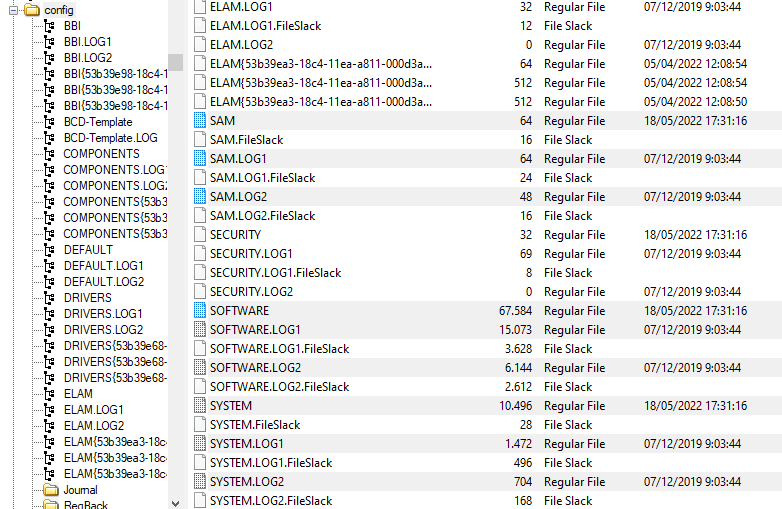 config
BBI
BBI.LOG1
BBI.LOG2
BBI{53b39e98-18c4-1
BBI{53b39e98-18c4-1
BBI{53b39e98-18c4-1
BCD-Template
BCD-Template.LOG
COMPONENTS
COMPONENTS.LOG
COMPONENTS.LOG2
COMPONENTS{53b3
COMPONENTS{53b3
COMPONENTS{53b3
DEFAULT
DEFAULT.LOG1
DEFAULT.LOG2
DRIVERS
DRIVERS.LOG1
DRIVERS.LOG2
DRIVERS{53b39e68-
DRIVERS{53b39e68-
DRIVERS{53b39e68-
ELAM
ELAM.LOG1
ELAM.LOG2
ELAM{53b39ea3-18c4
ELAM{53b39ea3-18c4
ELAM{53b39ea3-18c4
Journal
RegBack
ELAM.LOG1 32 Regular File 07/12/2019 9:03:44
ELAM.LOG1.FileSlack 12 File Slack
ELAM.LOG2 0 Regular File 07/12/2019 9:03:44
ELAM{53b39ea3-18c4-11ea-a811-000d3a... 64 Regular File 05/04/2022 12:08:54
ELAM{53b39ea3-18c4-11ea-a811-000d3a... 512 Regular File 05/04/2022 12:08:54
ELAM{53b39ea3-18c4-11ea-a811-000d3a... 512 Regular File 05/04/2022 12:08:50
SAM 64 Regular File 18/05/2022 17:31:16
SAM.FileSlack 16 File Slack
SAM.LOG1 64 Regular File 07/12/2019 9:03:44
SAM.LOG1.FileSlack 24 File Slack
SAM.LOG2 48 Regular File 07/12/2019 9:03:44
SAM.LOG2.FileSlack 16 File Slack
SECURITY 32 Regular File 18/05/2022 17:31:16
SECURITY.LOG1 69 Regular File 07/12/2019 9:03:44
SECURITY.LOG1.FileSlack 8 File Slack
SECURITY.LOG2 0 Regular File 07/12/2019 9:03:44
SOFTWARE 67.584 Regular File 18/05/2022 17:31:16
SOFTWARE.LOG1 15.073 Regular File 07/12/2019 9:03:44
SOFTWARE.LOG1.FileSlack 3.628 File Slack
SOFTWARE.LOG2 6.144 Regular File 07/12/2019 9:03:44
SOFTWARE.LOG2.FileSlack 2.612 File Slack
SYSTEM 10.496 Regular File 18/05/2022 17:31:16
SYSTEM.FileSlack 28 File Slack
SYSTEM.LOG1 1.472 Regular File 07/12/2019 9:03:44
SYSTEM.LOG1.FileSlack 496 File Slack
SYSTEM.LOG2 704 Regular File 07/12/2019 9:03:44
SYSTEM.LOG2.FileSlack 168 File Slack